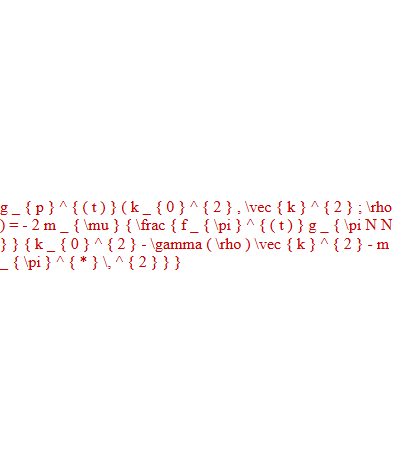 g _ { p } ^ { ( t ) } ( k _ { 0 } ^ { 2 } , \vec { k } ^ { 2 } ; \rho
) = - 2 m _ { \mu } { \frac { f _ { \pi } ^ { ( t ) } g _ { \pi N N
} } { k _ { 0 } ^ { 2 } - \gamma ( \rho ) \vec { k } ^ { 2 } - m
_ { \pi } ^ { * } \, ^ { 2 } } }